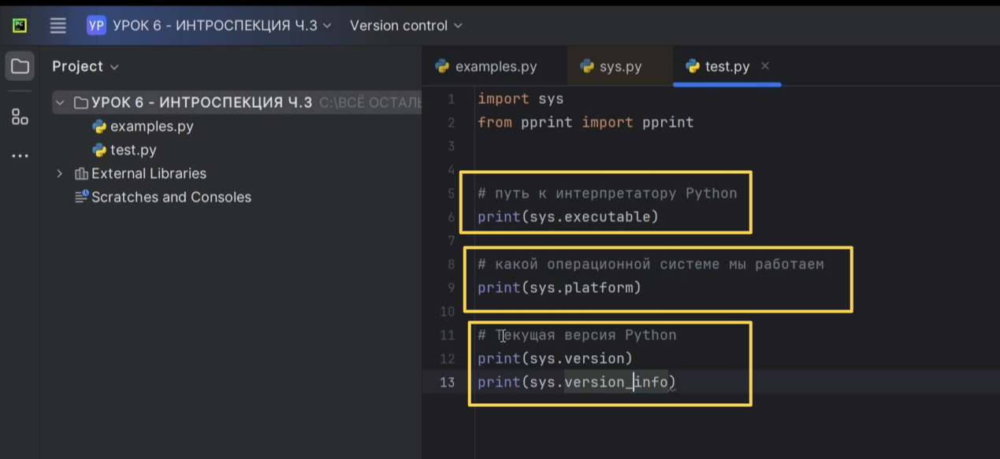 PC
УР УРОК 6 - ИНТРОСПЕКЦИЯ Ч.3 Version control
Project
УРОК 6 - ИНТРОСПЕКЦИЯ Ч.3 C:\ВСЁ ОСТАЛЬ
examples.py
test.py
External Libraries
Scratches and Consoles
examples.py sys.py test.py
1 import sys
2 from pprint import pprint
3
4
5 # путь к интерпретатору Python
6 print(sys.executable)
7
8 # какой операционной системе мы работаем
9 print(sys.platform)
10
11 # Текущая версия Python
12 print(sys.version)
13 print(sys.version_info)